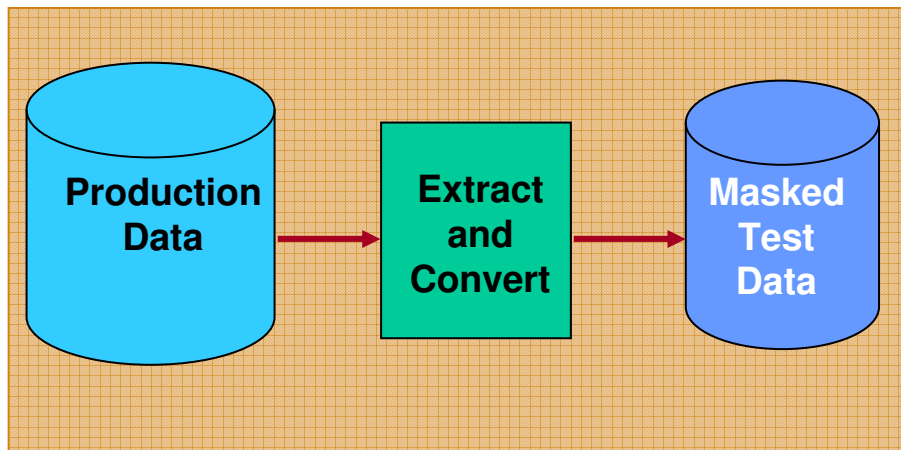 Production
Data
Extract
and
Convert
Masked
Test
Data